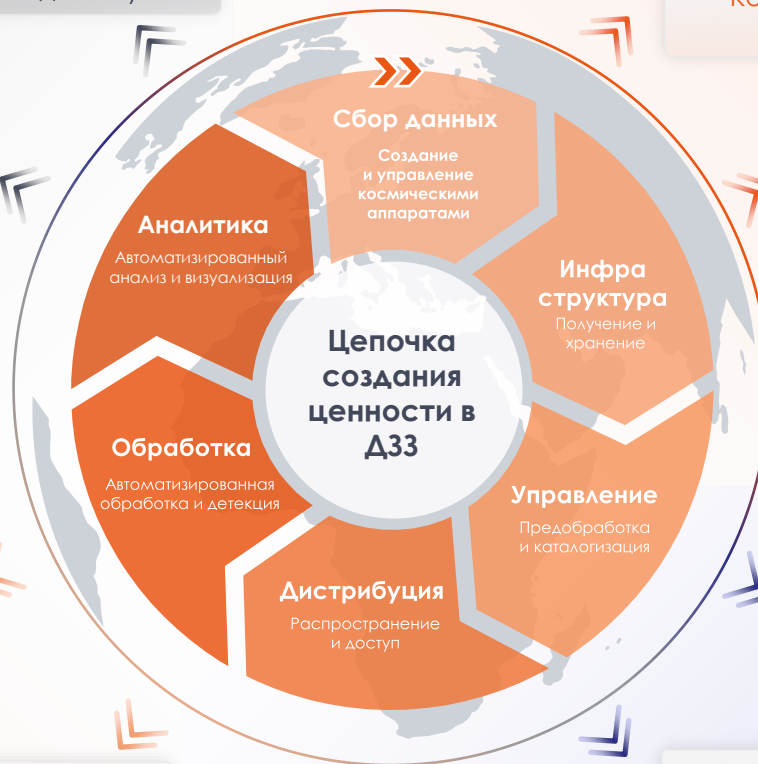 Сбор данных
Создание
и управление
космическими
аппаратами
Инфра
структура
Получение и
хранение
Управление
Предобработка
и каталогизация
Дистрибуция
Распространение
и доступ
Обработка
Автоматизированная
обработка и детекция
Аналитика
Автоматизированный
анализ и визуализация
Цепочка
создания
ценности в
ДЗЗ